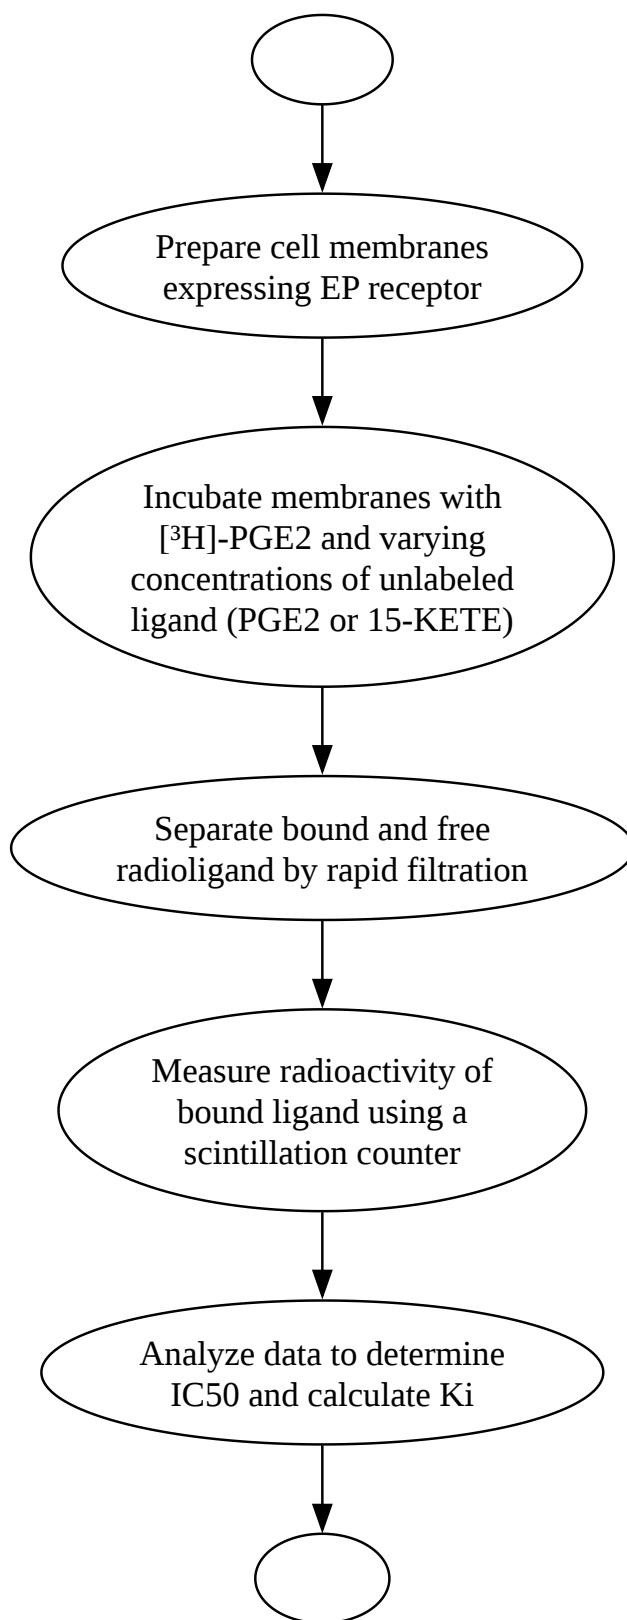 Prepare cell membranes
expressing EP receptor
Incubate membranes with
[³H]-PGE2 and varying
concentrations of unlabeled
ligand (PGE2 or 15-KETE)
Separate bound and free
radioligand by rapid filtration
Measure radioactivity of
bound ligand using a
scintillation counter
Analyze data to determine
IC50 and calculate Ki